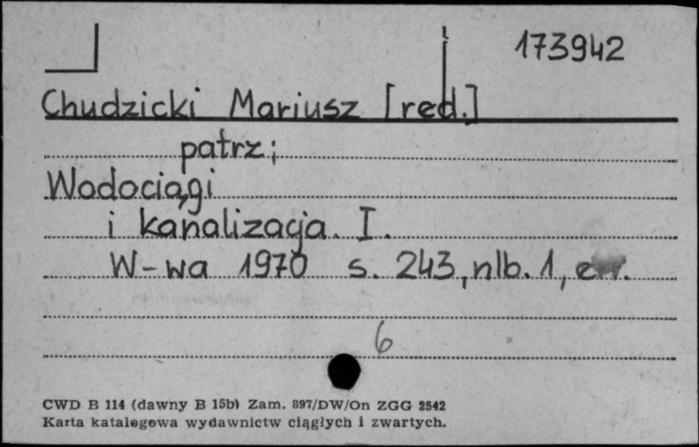 173942
Chudzicki Mariusz [red.]
patrz;
Wodociągi
i kanalizacja. I.
W-wa 1970 s. 243, nlb. 1, err.
6
CWD B 114 (dawny B 15b) Zam. 897/DW/On ZGG 2542
Karta katalogowa wydawnictw ciągłych i zwartych.